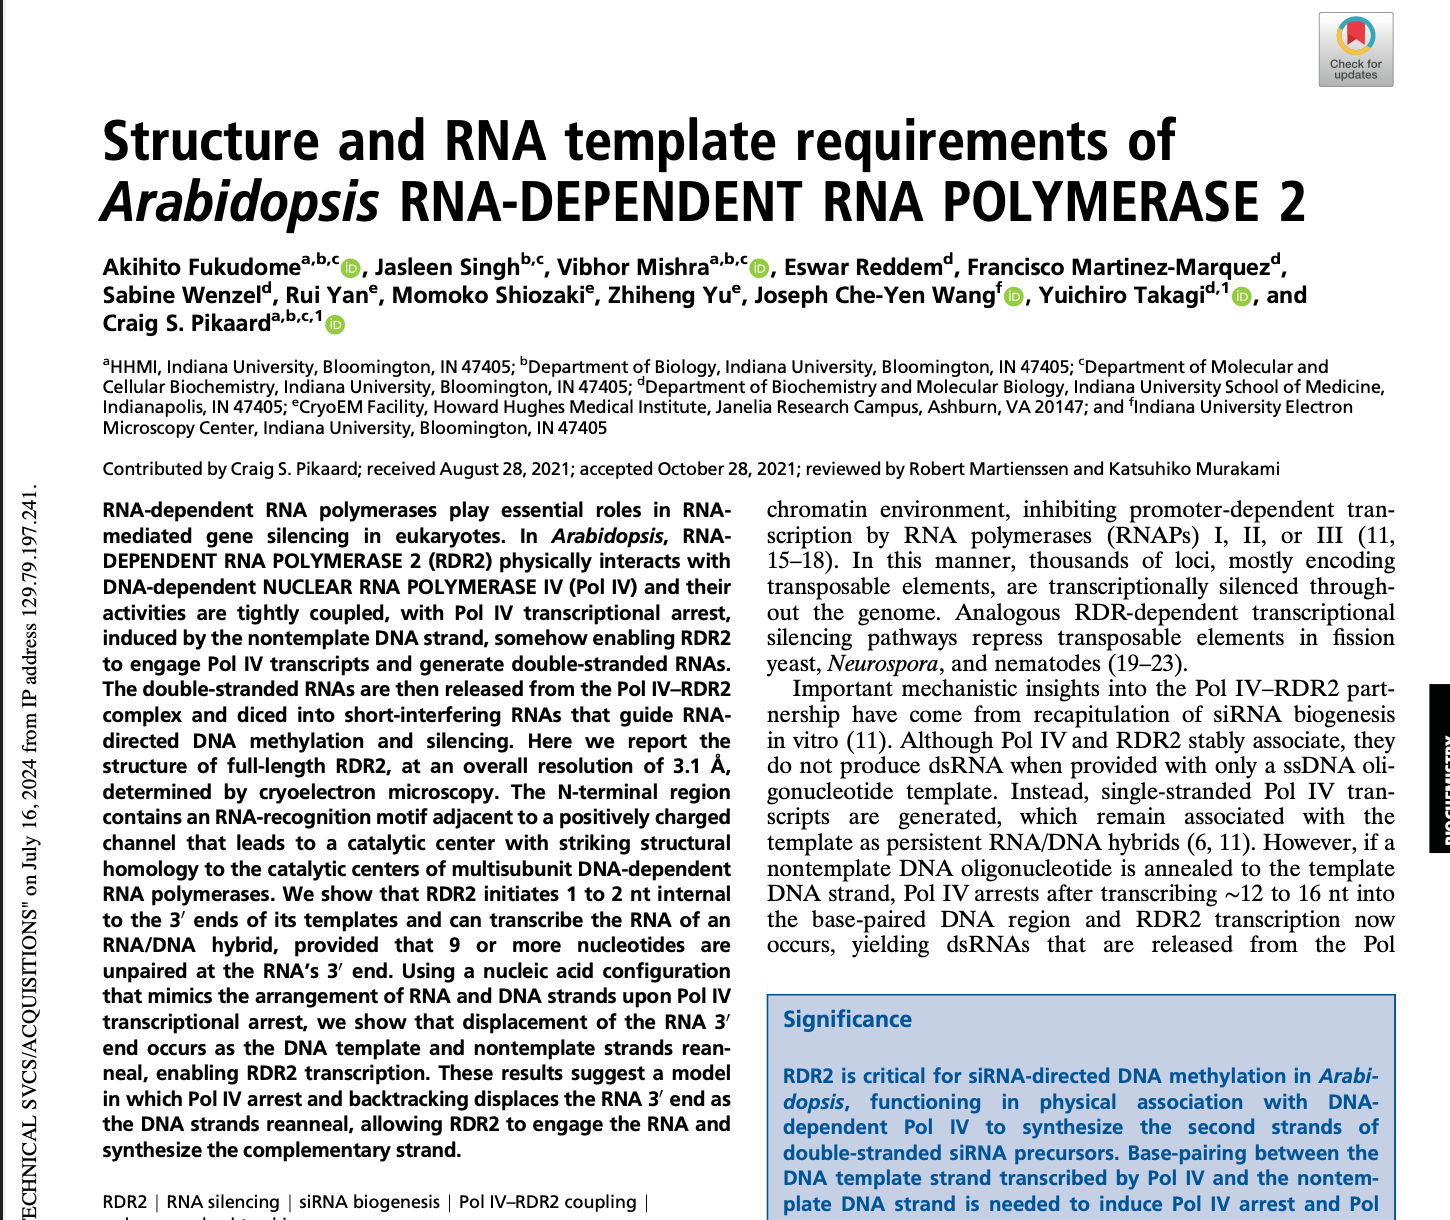 Check for
updates
Structure and RNA template requirements of
Arabidopsis RNA-DEPENDENT RNA POLYMERASE 2
Akihito Fukudome^a,b,c iD, Jasleen Singh^b,c, Vibhor Mishra^a,b,c iD, Eswar Reddem^d, Francisco Martinez-Marquez^d,
Sabine Wenzel^d, Rui Yan^e, Momoko Shiozaki^e, Zhiheng Yu^e, Joseph Che-Yen Wang^f iD, Yuichiro Takagi^d,1 iD, and
Craig S. Pikaard^a,b,c,1 iD
^aHHMI, Indiana University, Bloomington, IN 47405; ^bDepartment of Biology, Indiana University, Bloomington, IN 47405; ^cDepartment of Molecular and
Cellular Biochemistry, Indiana University, Bloomington, IN 47405; ^dDepartment of Biochemistry and Molecular Biology, Indiana University School of Medicine,
Indianapolis, IN 47405; ^eCryoEM Facility, Howard Hughes Medical Institute, Janelia Research Campus, Ashburn, VA 20147; and ^fIndiana University Electron
Microscopy Center, Indiana University, Bloomington, IN 47405
Contributed by Craig S. Pikaard; received August 28, 2021; accepted October 28, 2021; reviewed by Robert Martienssen and Katsuhiko Murakami
RNA-dependent RNA polymerases play essential roles in RNA-
mediated gene silencing in eukaryotes. In Arabidopsis, RNA-
DEPENDENT RNA POLYMERASE 2 (RDR2) physically interacts with
DNA-dependent NUCLEAR RNA POLYMERASE IV (Pol IV) and their
activities are tightly coupled, with Pol IV transcriptional arrest,
induced by the nontemplate DNA strand, somehow enabling RDR2
to engage Pol IV transcripts and generate double-stranded RNAs.
The double-stranded RNAs are then released from the Pol IV–RDR2
complex and diced into short-interfering RNAs that guide RNA-
directed DNA methylation and silencing. Here we report the
structure of full-length RDR2, at an overall resolution of 3.1 Å,
determined by cryoelectron microscopy. The N-terminal region
contains an RNA-recognition motif adjacent to a positively charged
channel that leads to a catalytic center with striking structural
homology to the catalytic centers of multisubunit DNA-dependent
RNA polymerases. We show that RDR2 initiates 1 to 2 nt internal
to the 3′ ends of its templates and can transcribe the RNA of an
RNA/DNA hybrid, provided that 9 or more nucleotides are
unpaired at the RNA's 3′ end. Using a nucleic acid configuration
that mimics the arrangement of RNA and DNA strands upon Pol IV
transcriptional arrest, we show that displacement of the RNA 3′
end occurs as the DNA template and nontemplate strands rean-
neal, enabling RDR2 transcription. These results suggest a model
in which Pol IV arrest and backtracking displaces the RNA 3′ end as
the DNA strands reanneal, allowing RDR2 to engage the RNA and
synthesize the complementary strand.
RDR2 | RNA silencing | siRNA biogenesis | Pol IV–RDR2 coupling |
chromatin environment, inhibiting promoter-dependent tran-
scription by RNA polymerases (RNAPs) I, II, or III (11,
15–18). In this manner, thousands of loci, mostly encoding
transposable elements, are transcriptionally silenced through-
out the genome. Analogous RDR-dependent transcriptional
silencing pathways repress transposable elements in fission
yeast, Neurospora, and nematodes (19–23).
Important mechanistic insights into the Pol IV–RDR2 part-
nership have come from recapitulation of siRNA biogenesis
in vitro (11). Although Pol IV and RDR2 stably associate, they
do not produce dsRNA when provided with only a ssDNA oli-
gonucleotide template. Instead, single-stranded Pol IV tran-
scripts are generated, which remain associated with the
template as persistent RNA/DNA hybrids (6, 11). However, if a
nontemplate DNA oligonucleotide is annealed to the template
DNA strand, Pol IV arrests after transcribing ~12 to 16 nt into
the base-paired DNA region and RDR2 transcription now
occurs, yielding dsRNAs that are released from the Pol
Significance
RDR2 is critical for siRNA-directed DNA methylation in Arabi-
dopsis, functioning in physical association with DNA-
dependent Pol IV to synthesize the second strands of
double-stranded siRNA precursors. Base-pairing between the
DNA template strand transcribed by Pol IV and the nontem-
plate DNA strand is needed to induce Pol IV arrest and Pol
TECHNICAL SVCS/ACQUISITIONS" on July 16, 2024 from IP address 129.79.197.241.
BIOCHEMISTRY